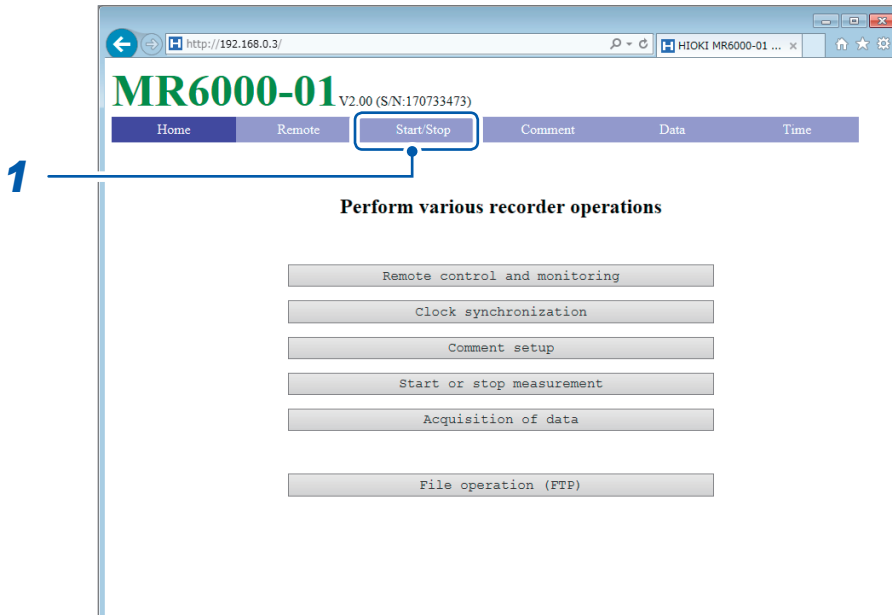 http://192.168.0.3/
HIOKI MR6000-01 ...
MR6000-01 V2.00 (S/N:170733473)
Home Remote Start/Stop Comment Data Time
1
Perform various recorder operations
Remote control and monitoring
Clock synchronization
Comment setup
Start or stop measurement
Acquisition of data
File operation (FTP)